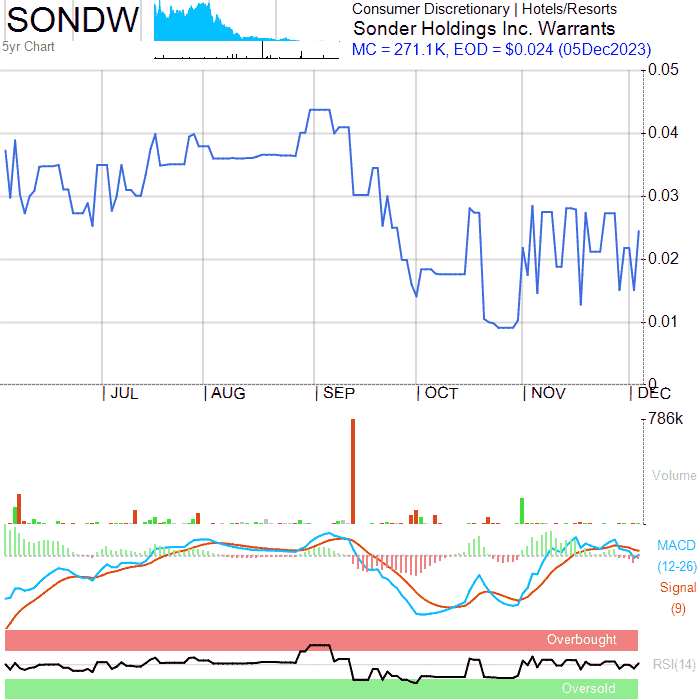 SONDW
5yr Chart
Consumer Discretionary | Hotels/Resorts
Sonder Holdings Inc. Warrants
MC = 271.1K, EOD = $0.024 (05Dec2023)
0.05
0.04
0.03
0.02
0.01
0
JUL AUG SEP OCT NOV DEC
786k
Volume
MACD
(12-26)
Signal
(9)
Overbought
RSI(14)
Oversold